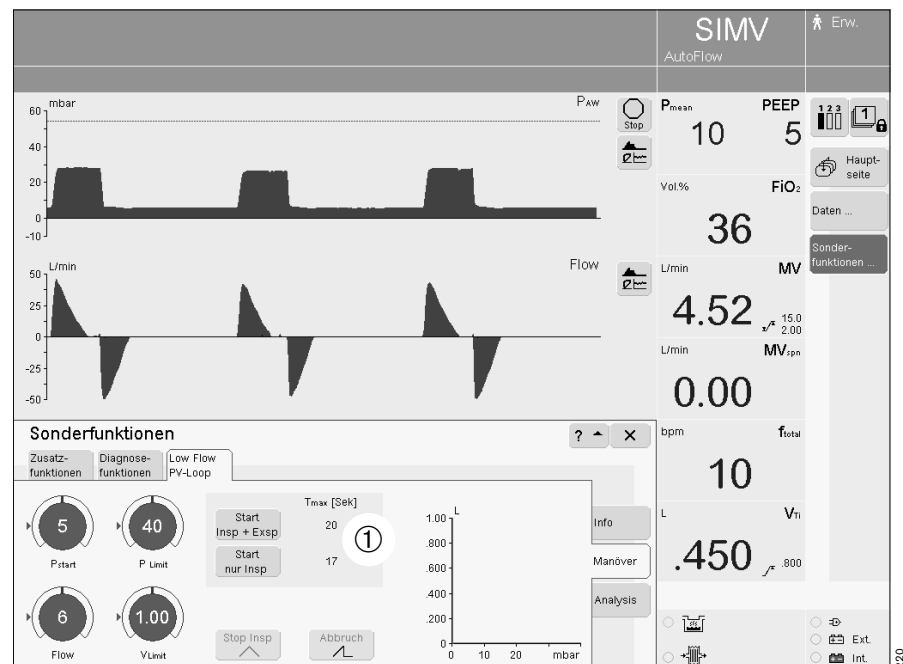 SIMV
AutoFlow
Erw.
mbar
PAW
60
40
20
0
-10
Stop
L/min
Flow
50
25
0
-25
-50
Pmean
PEEP
10
5
Vol.%
FiO2
36
L/min
MV
4.52
15.0
2.00
L/min
MVspn
0.00
bpm
ftotal
10
L
VTi
.450
.800
1 2 3
1
Haupt-
seite
Daten ...
Sonder-
funktionen ...
Sonderfunktionen
?
Zusatz-
funktionen
Diagnose-
funktionen
Low Flow
PV-Loop
5
Pstart
40
P Limit
6
Flow
1.00
VLimit
Tmax [Sek]
Start
Insp + Exsp
20
Start
nur Insp
17
①
Stop Insp
Abbruch
L
1.00
.800
.600
.400
.200
0
0 10 20 mbar
Info
Manöver
Analysis
Ext.
Int.